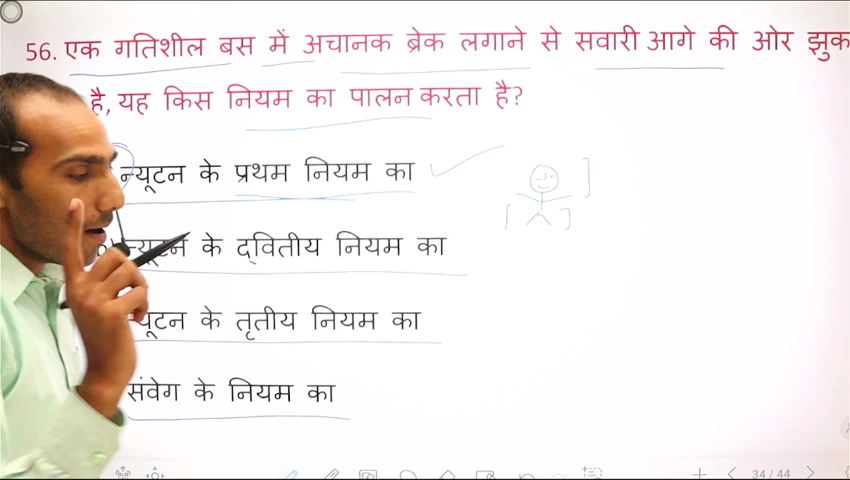 56. एक गतिशील बस में अचानक ब्रेक लगाने से सवारी आगे की ओर झुक
है, यह किस नियम का पालन करता है?
न्यूटन के प्रथम नियम का
न्यूटन के द्वितीय नियम का
न्यूटन के तृतीय नियम का
संवेग के नियम का
34/44